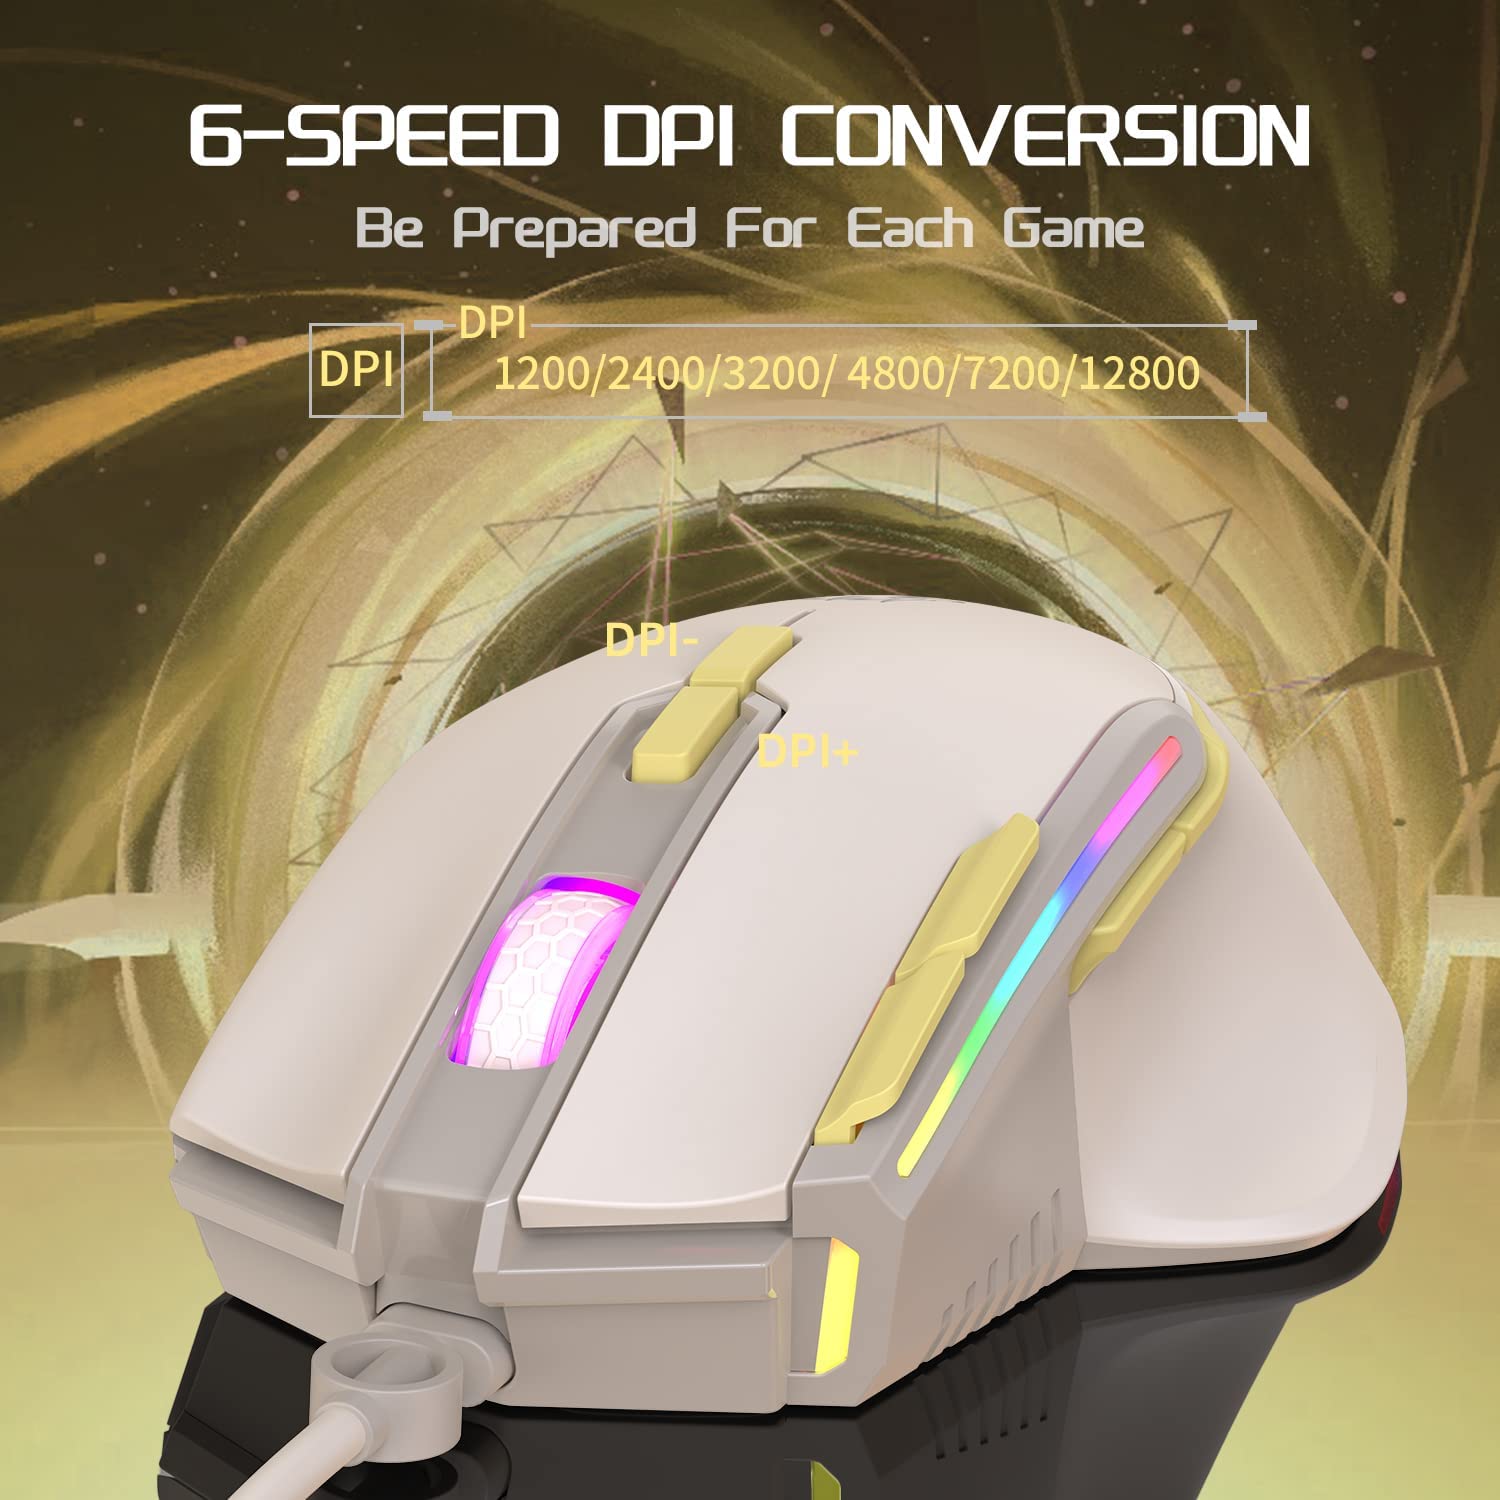 6-SPEED DPI CONVERSION
Be Prepared For Each Game
DPI
DPI
1200/2400/3200/ 4800/7200/12800
DPI-
DPI+